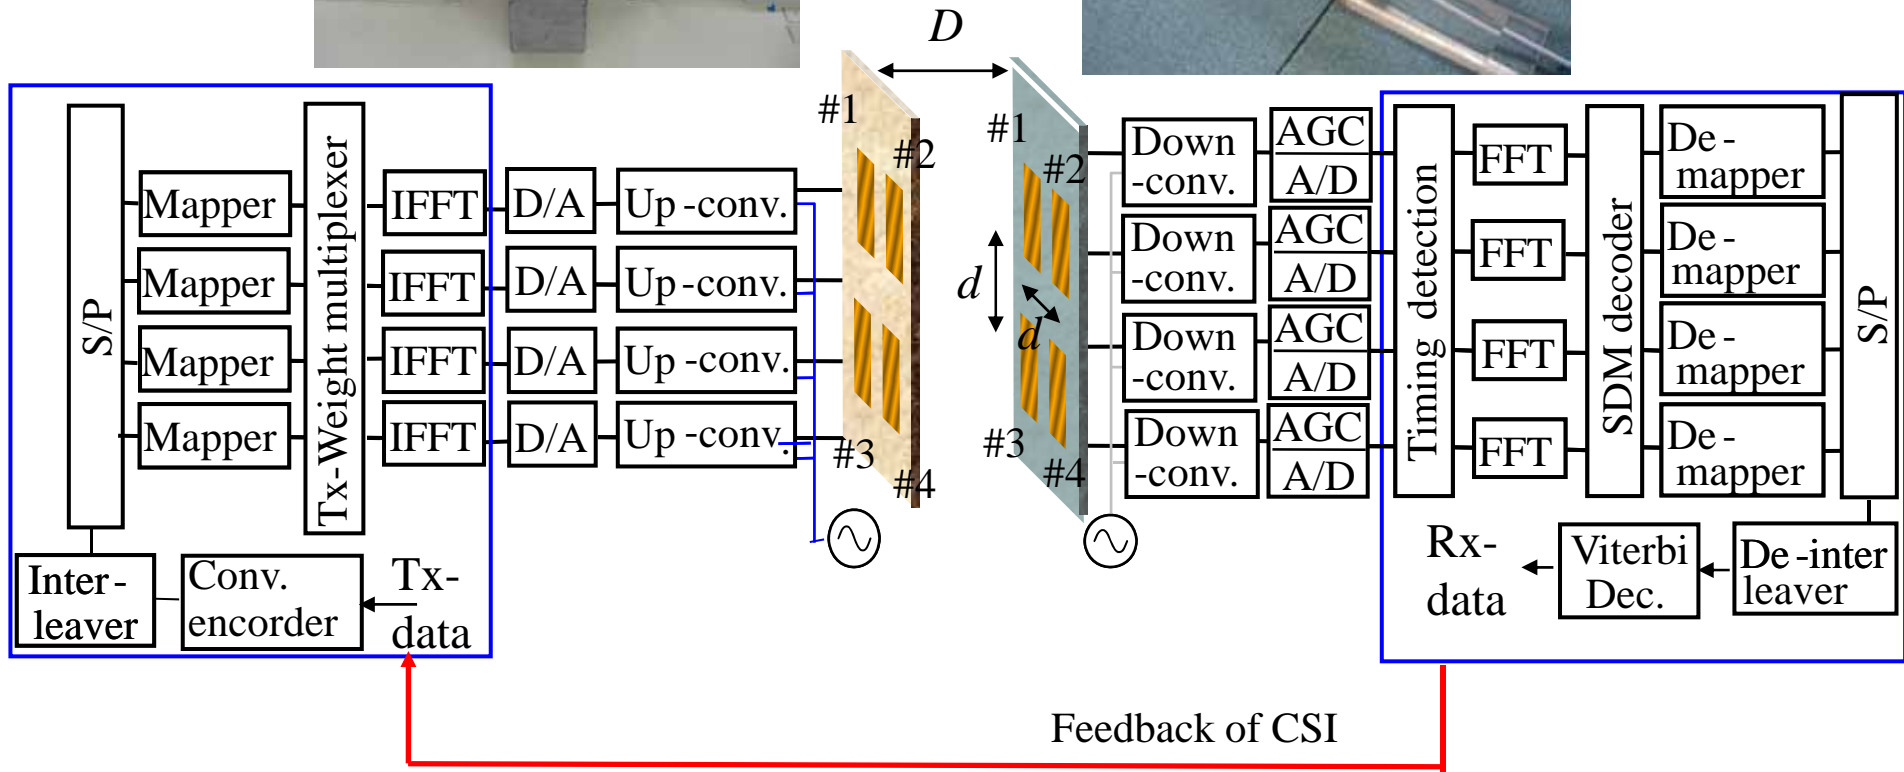 D
S/P
Mapper
Mapper
Mapper
Mapper
Tx-Weight multiplexer
IFFT
IFFT
IFFT
IFFT
D/A
D/A
D/A
D/A
Up-conv.
Up-conv.
Up-conv.
Up-conv.
Inter-
leaver
Conv.
encorder
Tx-
data
#1
#2
#3
#4
#1
#2
#3
#4
d
d
Down
-conv.
Down
-conv.
Down
-conv.
Down
-conv.
AGC
A/D
AGC
A/D
AGC
A/D
AGC
A/D
Timing detection
FFT
FFT
FFT
FFT
SDM decoder
De-
mapper
De-
mapper
De-
mapper
De-
mapper
S/P
Rx-
data
Viterbi
Dec.
De-inter
leaver
Feedback of CSI